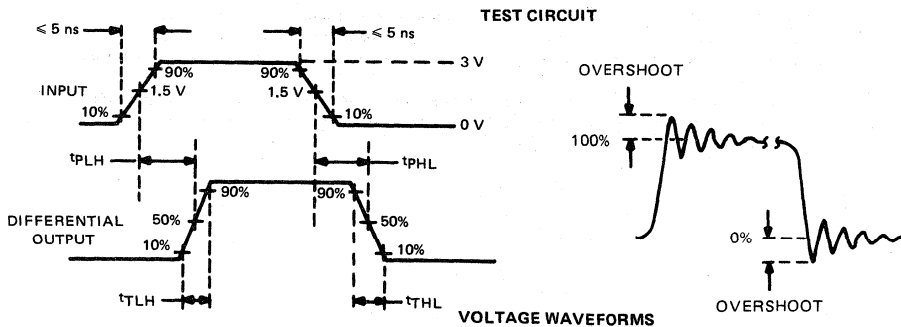 TEST CIRCUIT
≤ 5 ns
≤ 5 ns
3 V
90%
90%
INPUT
1.5 V
1.5 V
10%
10%
0 V
tPLH
tPHL
90%
90%
DIFFERENTIAL
OUTPUT
50%
50%
10%
10%
tTLH
tTHL
OVERSHOOT
100%
0%
OVERSHOOT
VOLTAGE WAVEFORMS